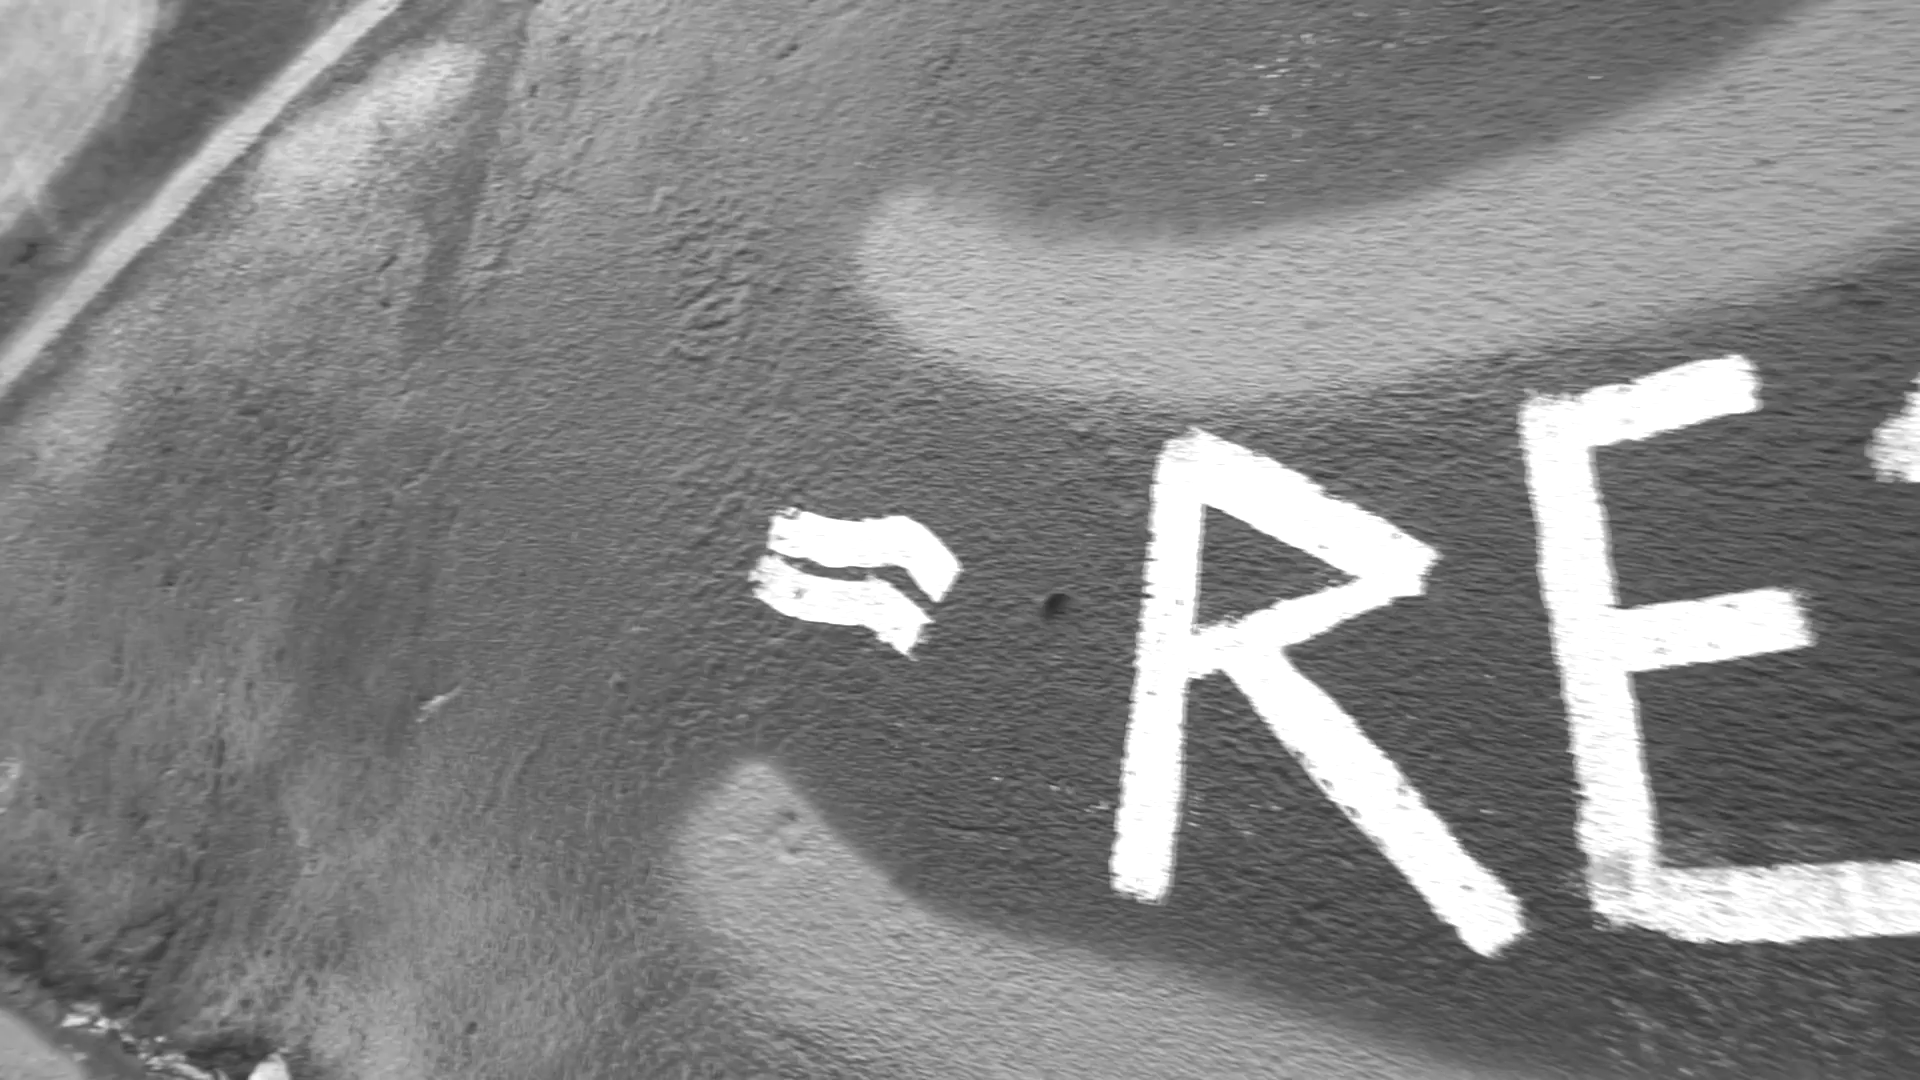 = RE